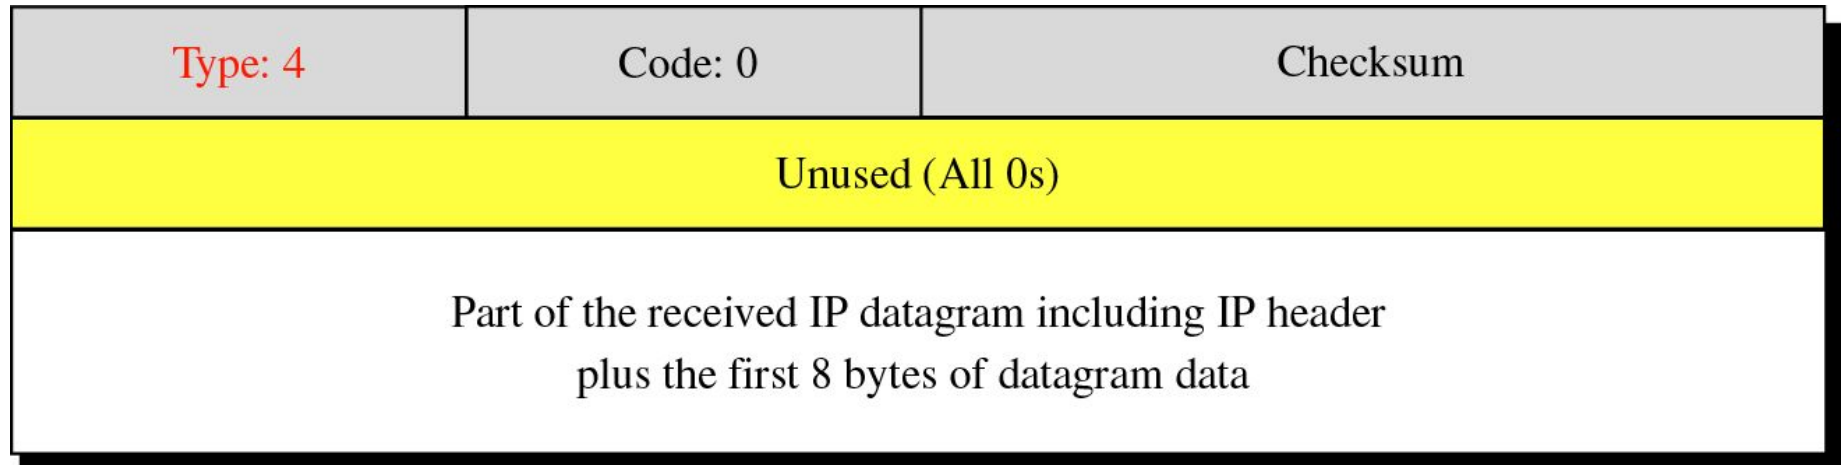 Type: 4
Code: 0
Checksum
Unused (All 0s)
Part of the received IP datagram including IP header
plus the first 8 bytes of datagram data